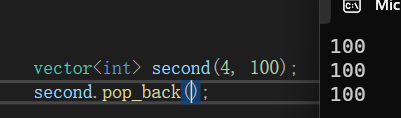 Mic
vector<int> second(4, 100);
second.pop_back();
100
100
100